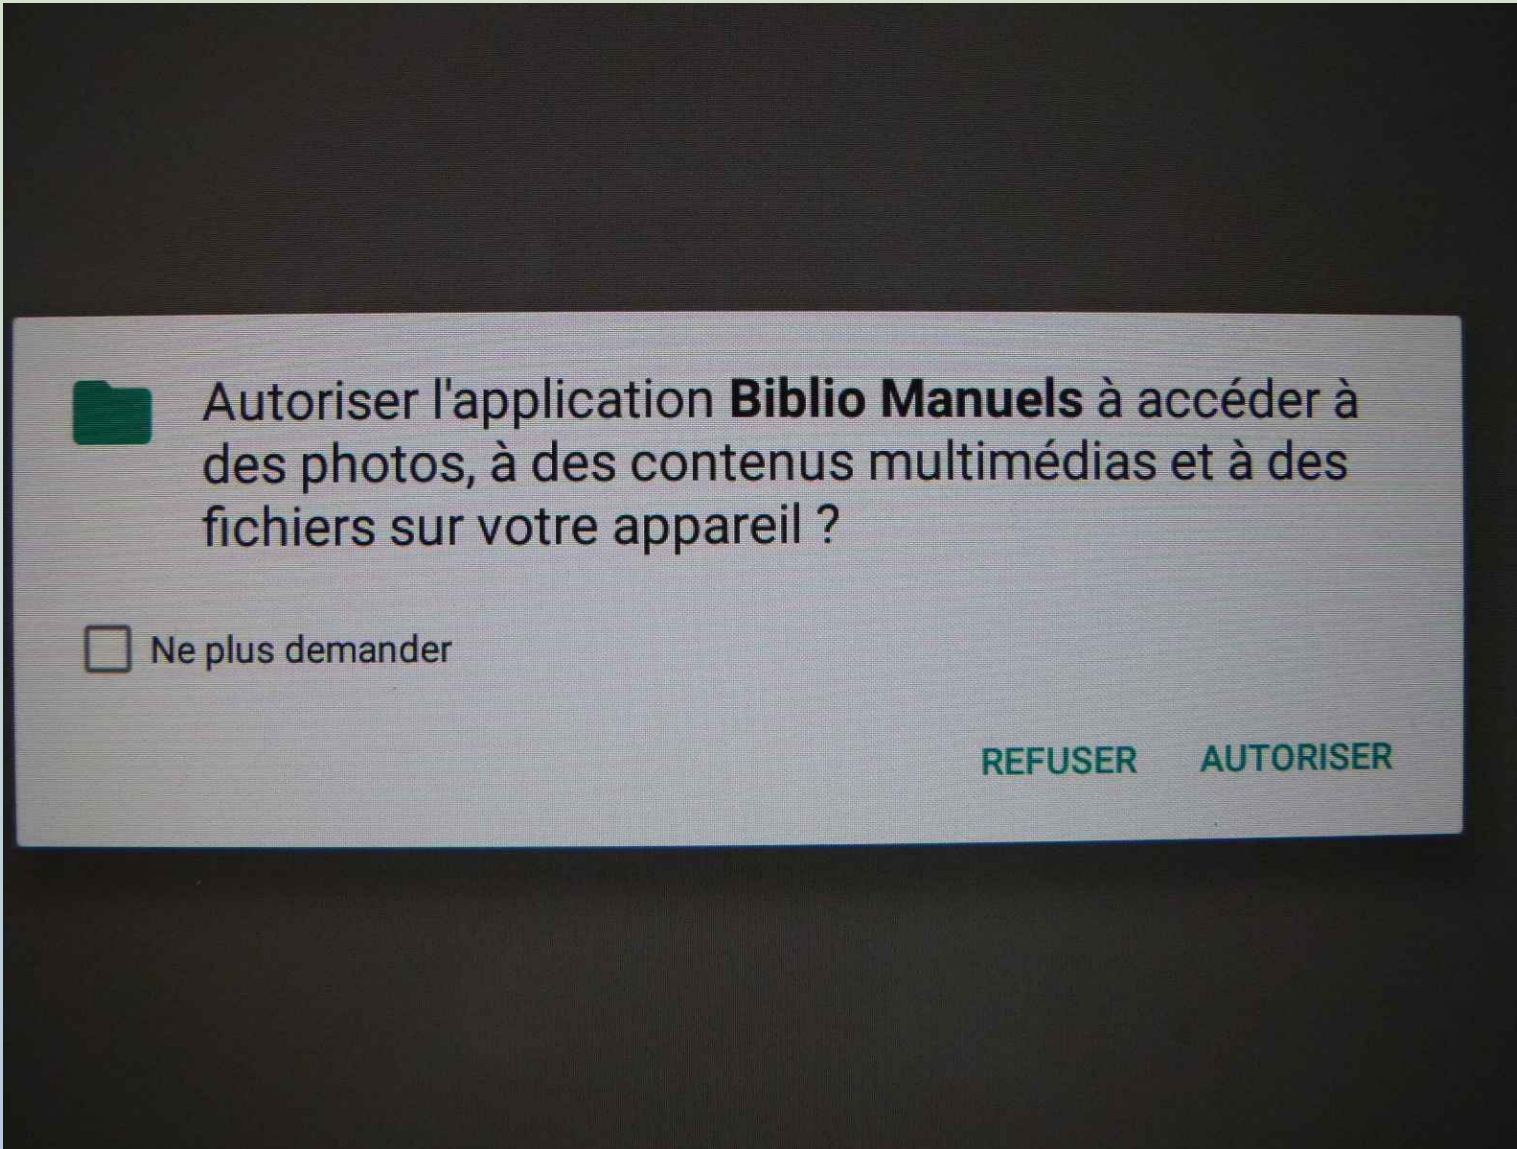 Autoriser l'application Biblio Manuels à accéder à
des photos, à des contenus multimédias et à des
fichiers sur votre appareil ?
Ne plus demander
REFUSER AUTORISER